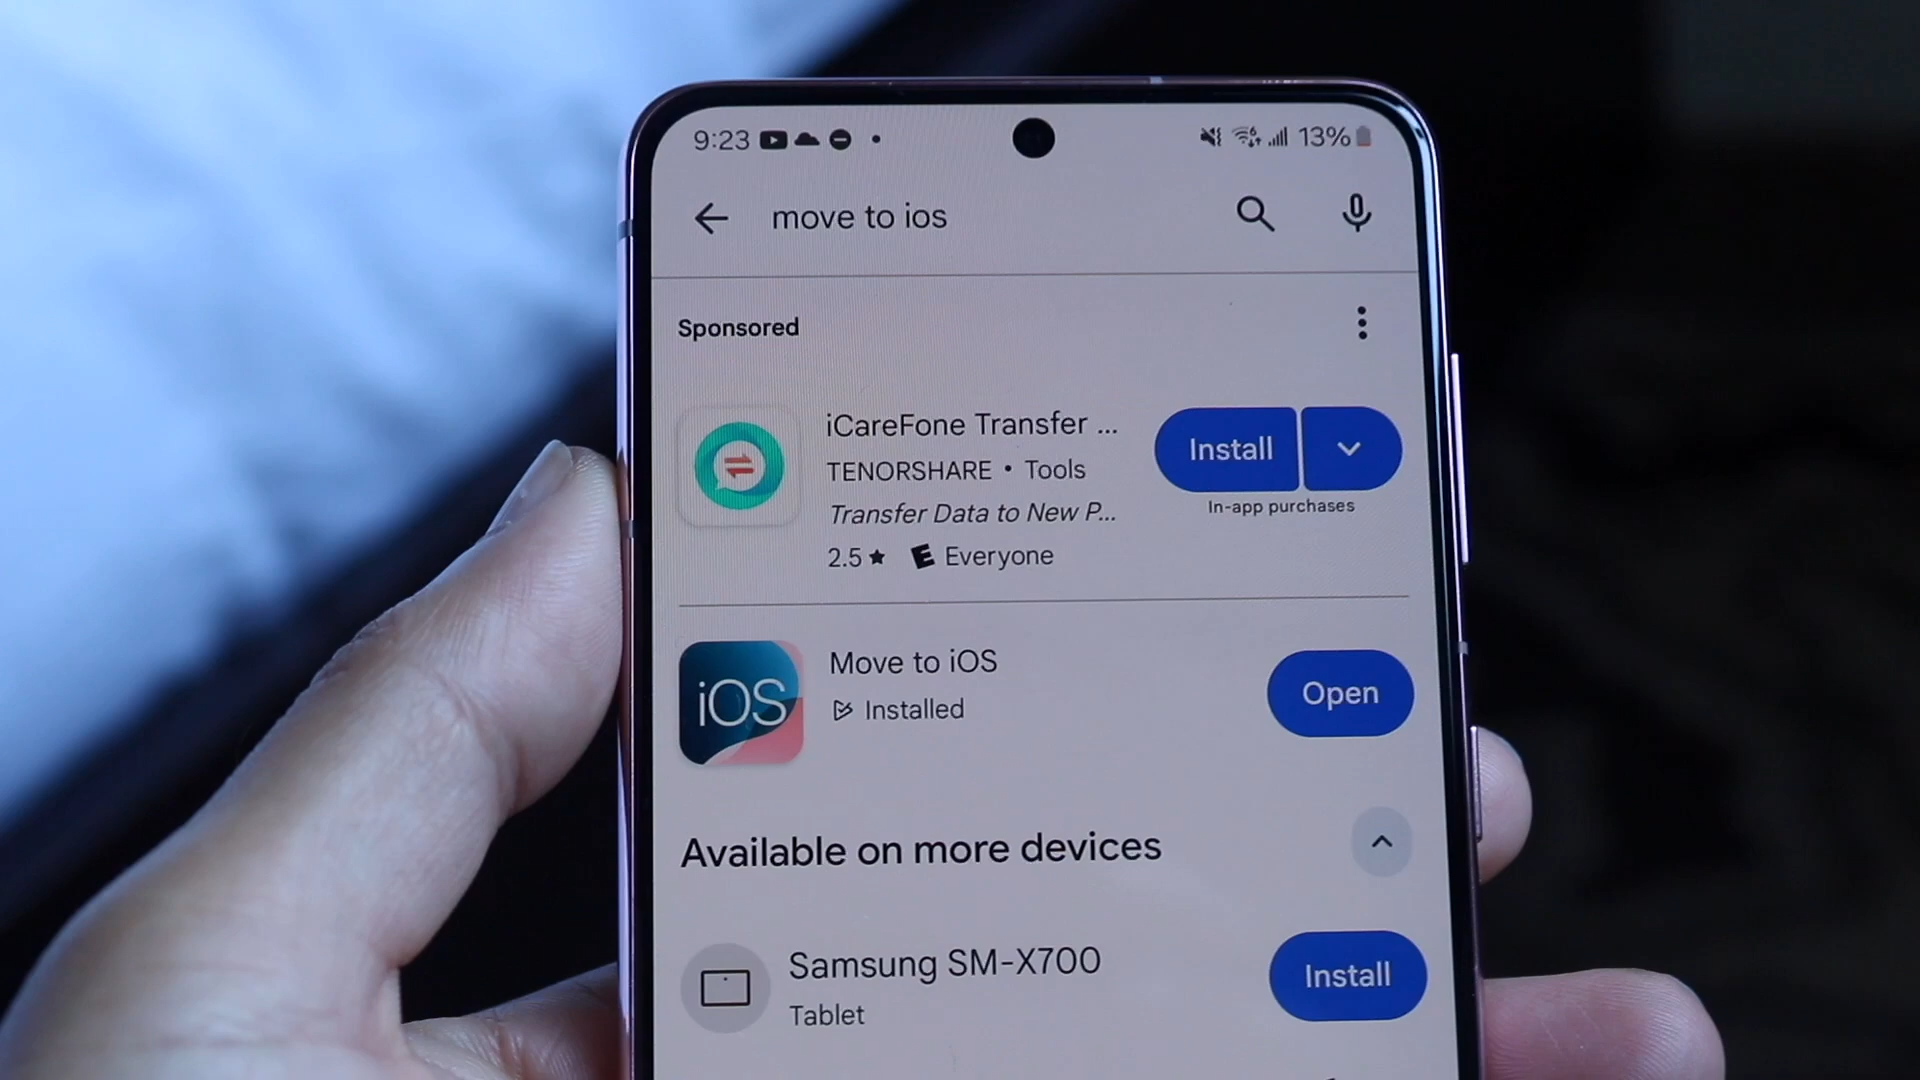 9:23
13%
move to ios
Sponsored
iCareFone Transfer ...
TENORSHARE • Tools
Transfer Data to New P...
2.5★ E Everyone
Install
In-app purchases
iOS
Move to iOS
Installed
Open
Available on more devices
Samsung SM-X700
Tablet
Install